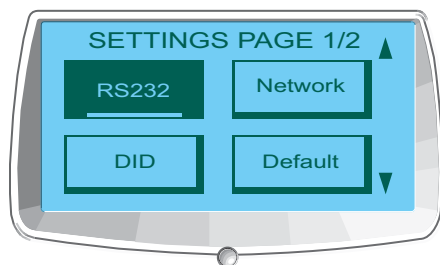 SETTINGS PAGE 1/2
RS232
Network
DID
Default